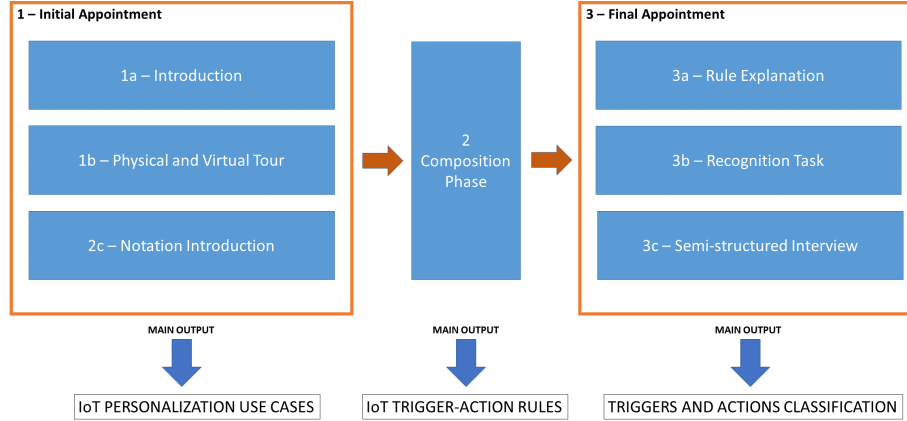 1 – Initial Appointment
1a – Introduction
1b – Physical and Virtual Tour
2c – Notation Introduction
2
Composition
Phase
3 – Final Appointment
3a – Rule Explanation
3b – Recognition Task
3c – Semi-structured Interview
MAIN OUTPUT
MAIN OUTPUT
MAIN OUTPUT
IoT PERSONALIZATION USE CASES
IoT TRIGGER-ACTION RULES
TRIGGERS AND ACTIONS CLASSIFICATION